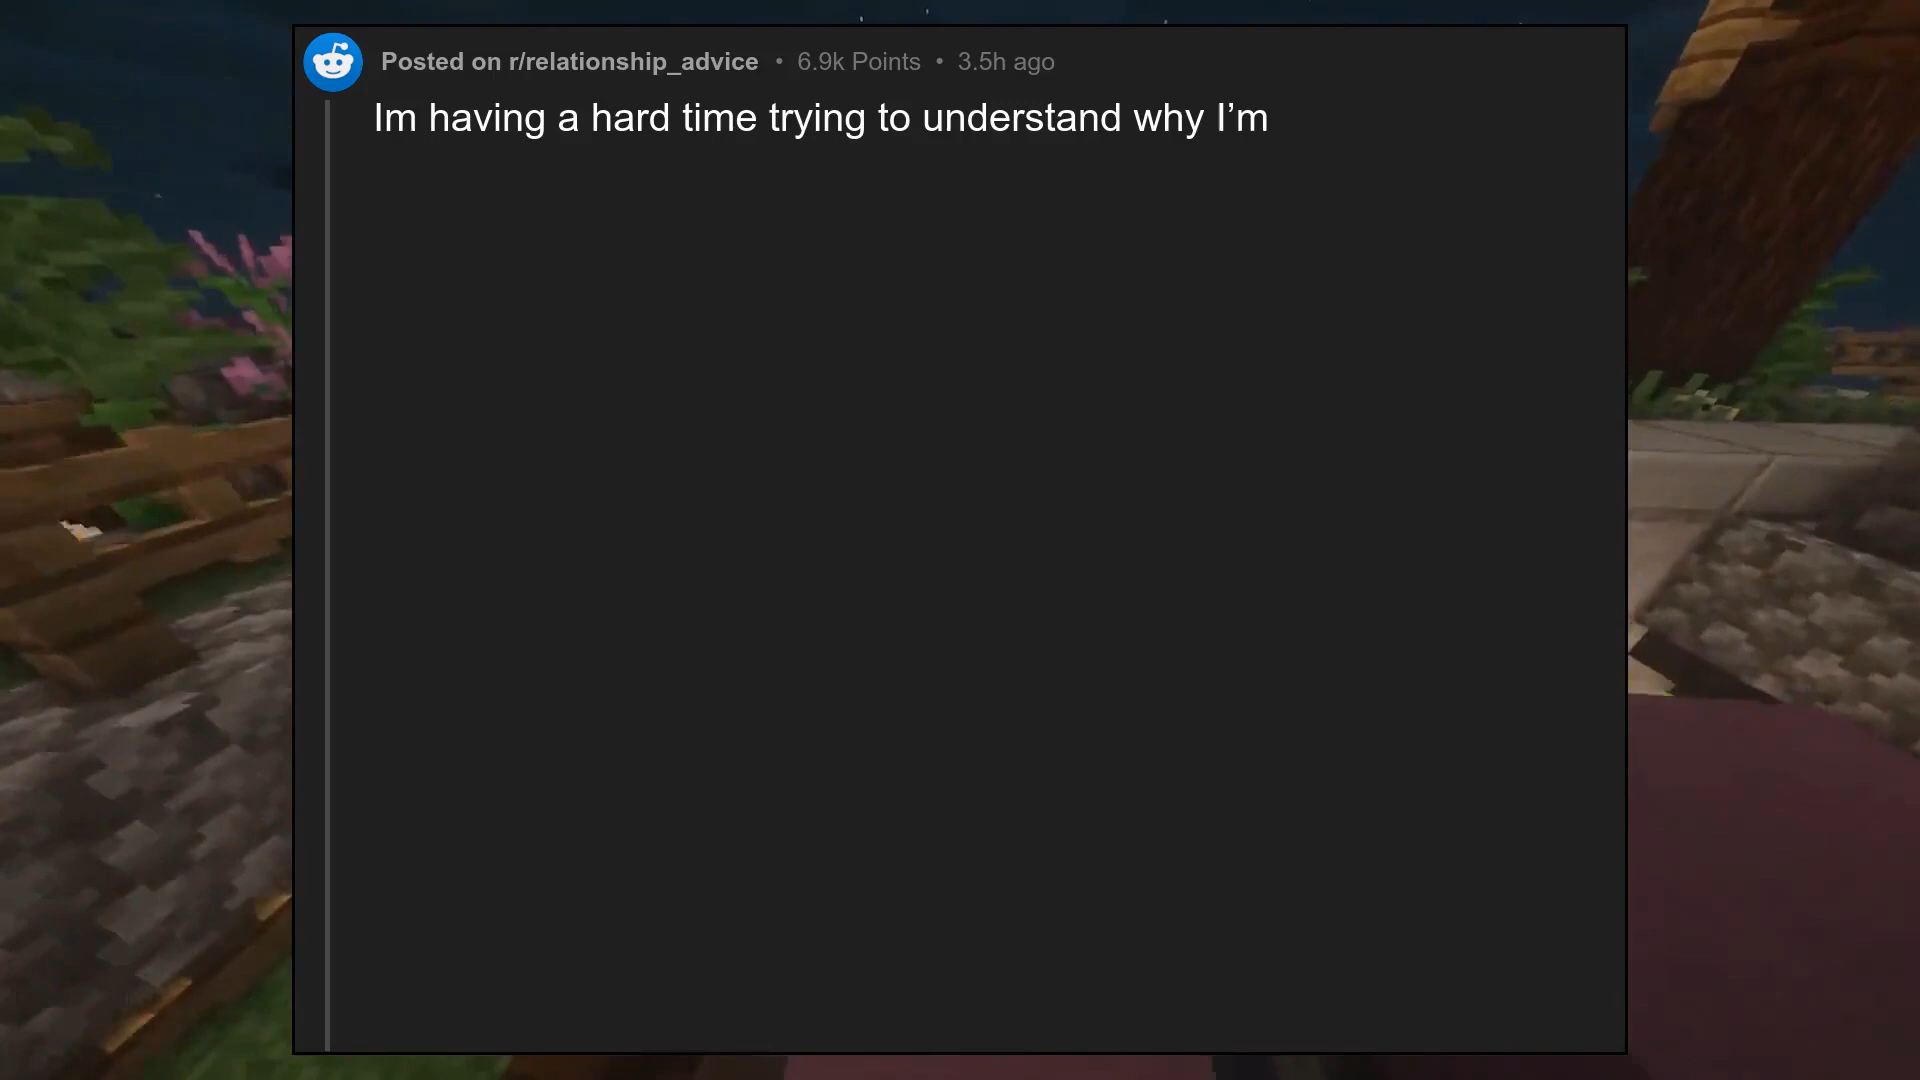 Posted on r/relationship_advice • 6.9k Points • 3.5h ago
Im having a hard time trying to understand why I’m